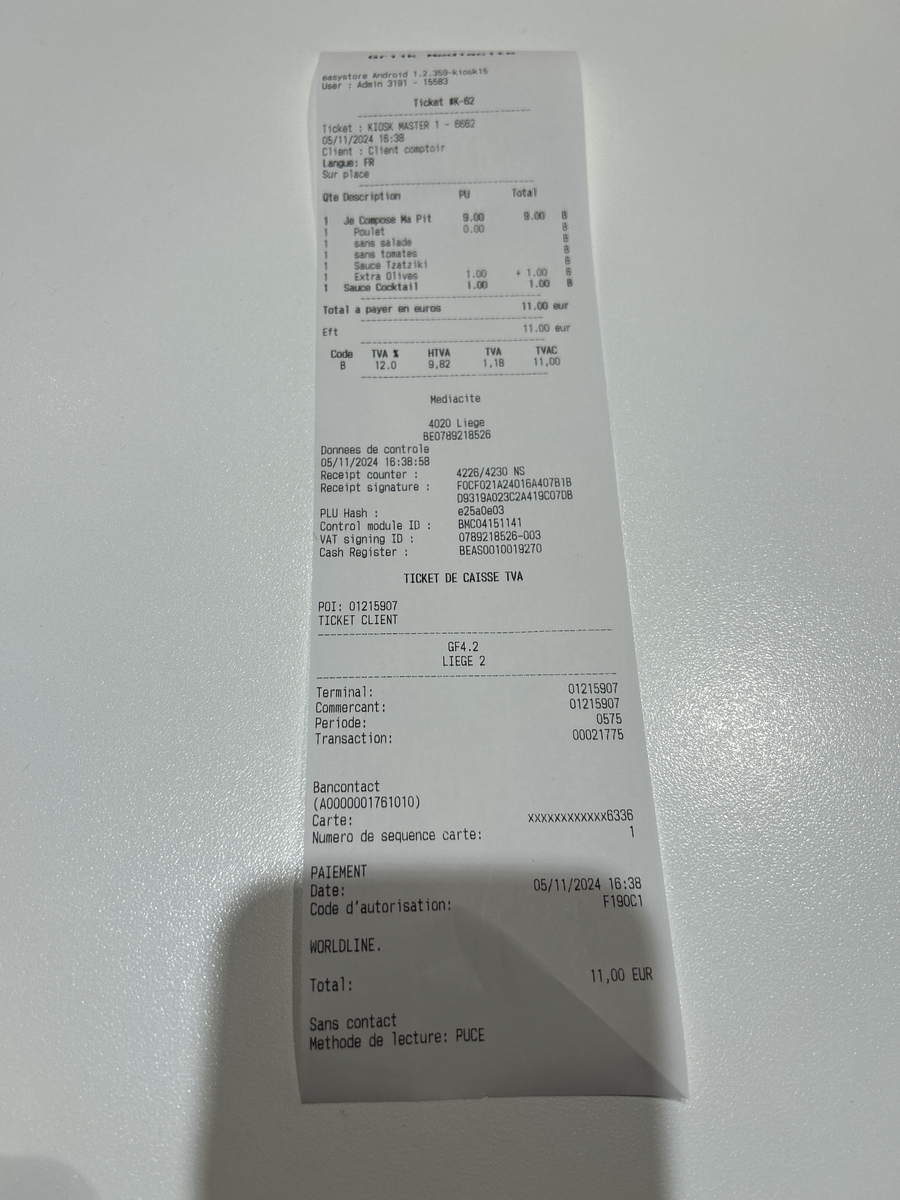 Mediacite
easystore Android 1.2.359-kiosk15
User : Admin 3191 - 15583
Ticket #K-62
Ticket : KIOSK MASTER 1 - 6662
05/11/2024 16:38
Client : Client comptoir
Langue: FR
Sur place
Qte Description PU Total
1 Je Compose Ma Pit 9.00 9.00 B
1 Poulet 0.00 B
1 sans salade B
1 sans tomates B
1 Sauce Tzatziki B
1 Extra Olives 1.00 + 1.00 B
1 Sauce Cocktail 1.00 1.00 B
Total a payer en euros 11.00 eur
Eft 11.00 eur
Code TVA % HTVA TVA TVAC
B 12.0 9,82 1,18 11,00
Mediacite
4020 Liege
BE0789218526
Donnees de controle
05/11/2024 16:38:58
Receipt counter : 4226/4230 NS
Receipt signature : F0CF021A24016A407B1B
D9319A023C2A419C07DB
PLU Hash : e25a0e03
Control module ID : BMC04151141
VAT signing ID : 0789218526-003
Cash Register : BEAS0010019270
TICKET DE CAISSE TVA
POI: 01215907
TICKET CLIENT
GF4.2
LIEGE 2
Terminal: 01215907
Commercant: 01215907
Periode: 0575
Transaction: 00021775
Bancontact
(A0000001761010)
Carte: xxxxxxxxxxxx6336
Numero de sequence carte: 1
PAIEMENT
Date: 05/11/2024 16:38
Code d'autorisation: F190C1
WORLDLINE.
Total: 11,00 EUR
Sans contact
Methode de lecture: PUCE